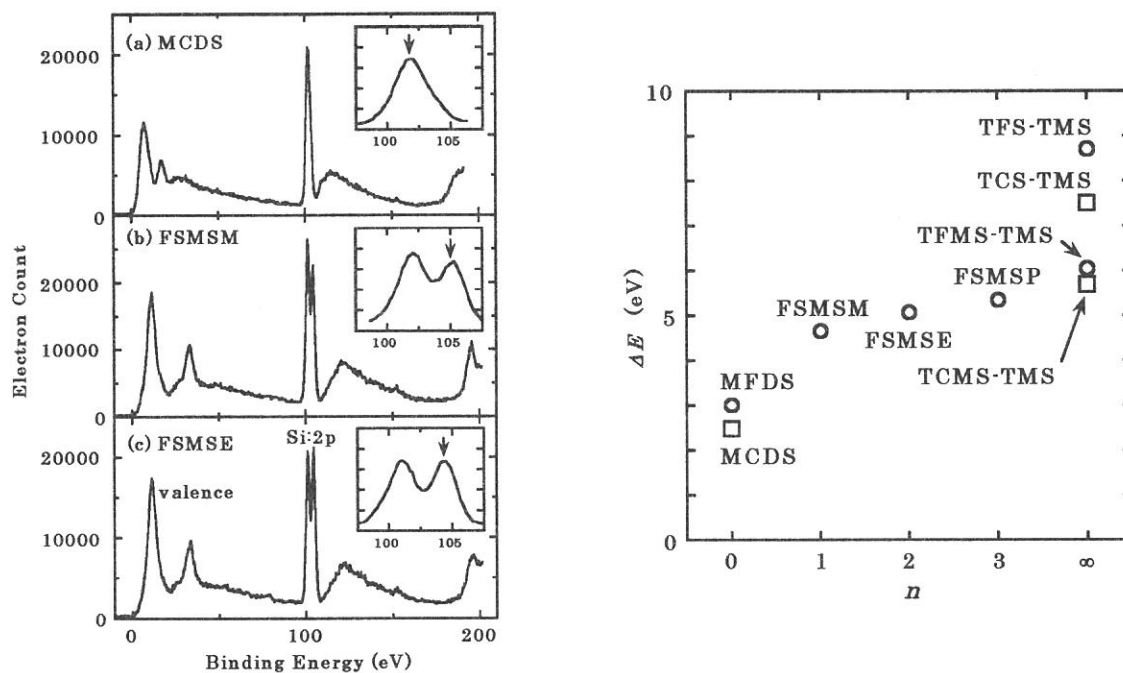 (a) MCDS
20000
10000
0
100 105
(b) FSMSM
20000
10000
0
100 105
(c) FSMSE
Si:2p
valence
20000
10000
0
100 105
0 100 200
Electron Count
Binding Energy (eV)
10
5
0
ΔE (eV)
TFS-TMS
TCS-TMS
TFMS-TMS
FSMSP
FSMSM
FSMSE
TCMS-TMS
MFDS
MCDS
0 1 2 3 ∞
n